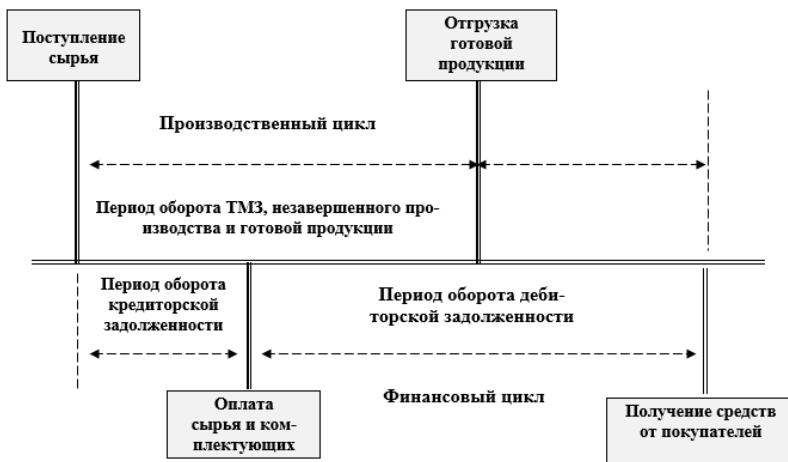 Поступление
сырья
Отгрузка
готовой
продукции
Производственный цикл
Период оборота ТМЗ, незавершенного про-
изводства и готовой продукции
Период оборота
кредиторской
задолженности
Период оборота деби-
торской задолженности
Оплата
сырья и ком-
плектующих
Финансовый цикл
Получение средств
от покупателей